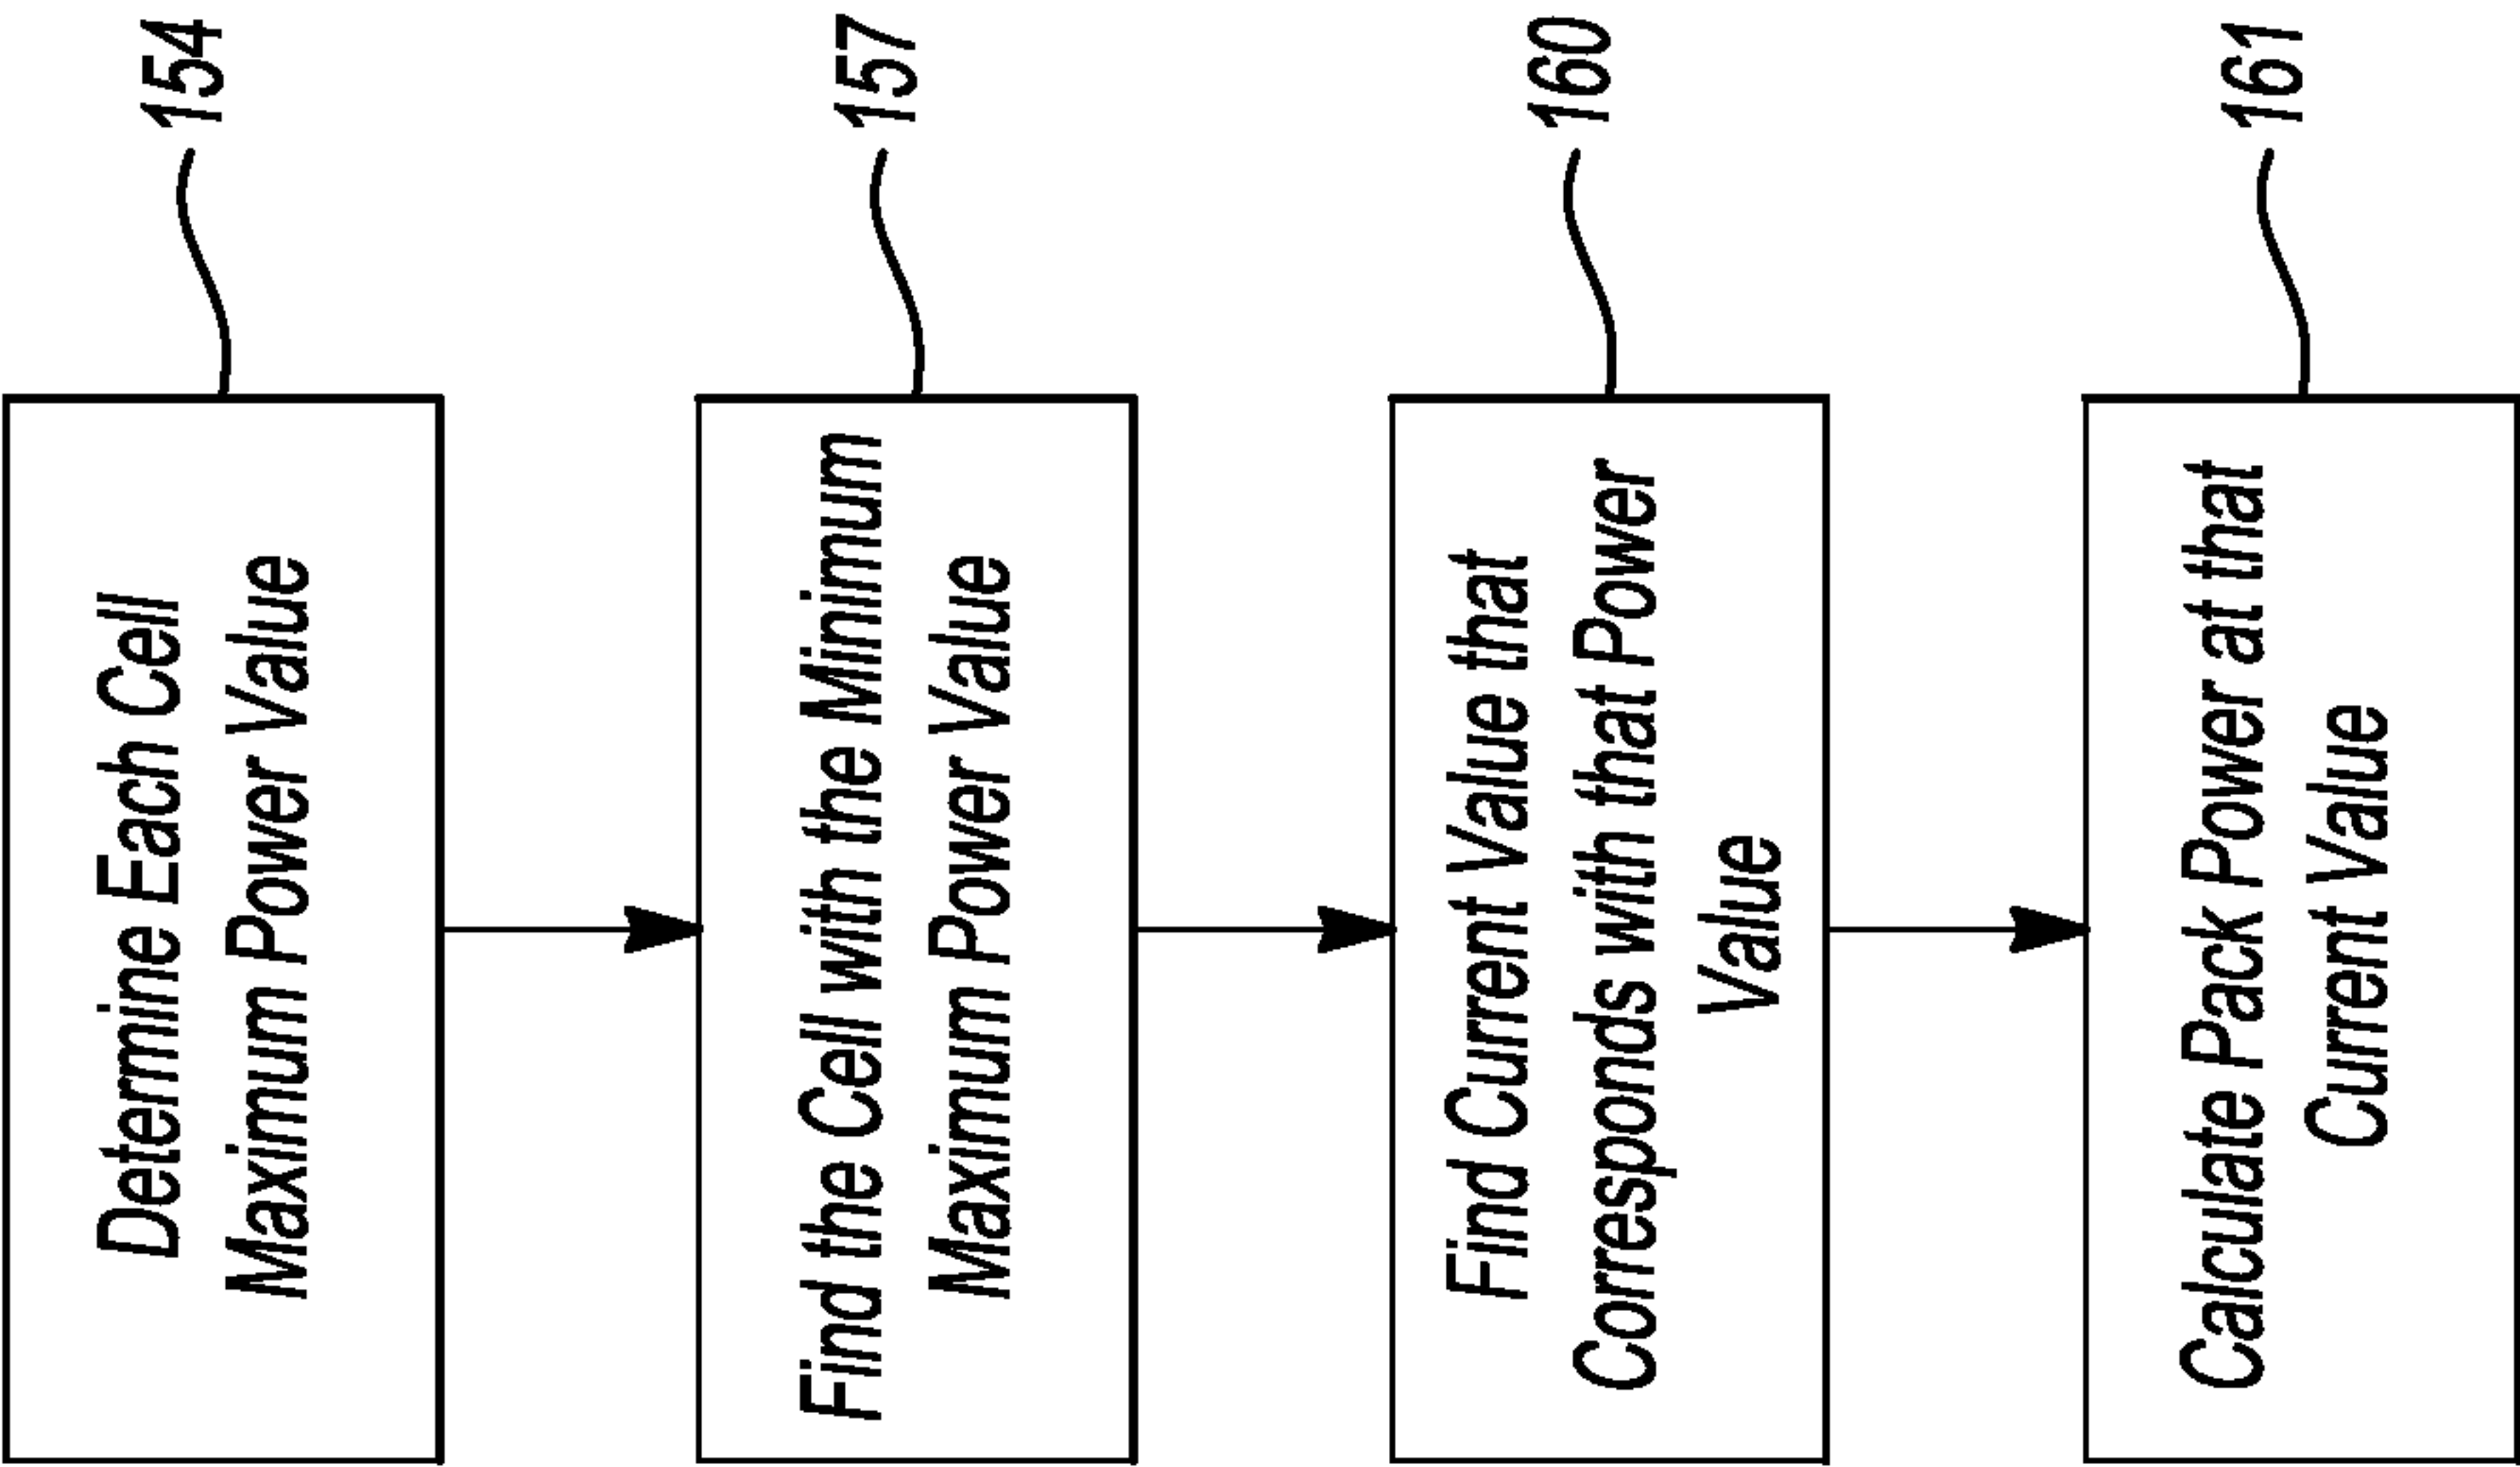 Determine Each Cell
Maximum Power Value
154
Find the Cell with the Minimum
Maximum Power Value
157
Find Current Value that
Corresponds with that Power
Value
160
Calculate Pack Power at that
Current Value
161